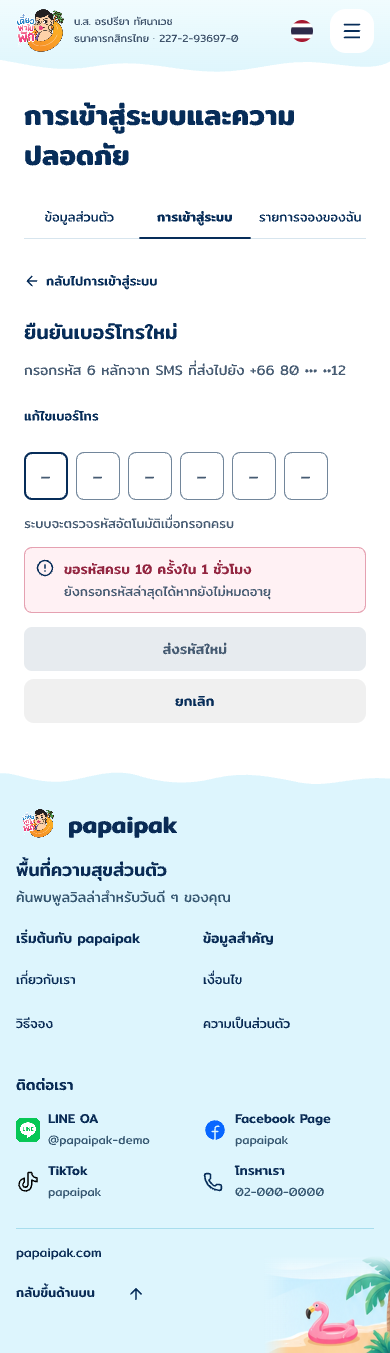 น.ส. อรปรียา ทัศนาเวช
ธนาคารกสิกรไทย · 227-2-93697-0
การเข้าสู่ระบบและความ
ปลอดภัย
ข้อมูลส่วนตัว
การเข้าสู่ระบบ
รายการจองของฉัน
← กลับไปการเข้าสู่ระบบ
ยืนยันเบอร์โทรใหม่
กรอกรหัส 6 หลักจาก SMS ที่ส่งไปยัง +66 80 ••• ••12
แก้ไขเบอร์โทร
– – – – – –
ระบบจะตรวจรหัสอัตโนมัติเมื่อกรอกครบ
ขอรหัสครบ 10 ครั้งใน 1 ชั่วโมง
ยังกรอกรหัสล่าสุดได้หากยังไม่หมดอายุ
ส่งรหัสใหม่
ยกเลิก
papaipak
พื้นที่ความสุขส่วนตัว
ค้นพบพูลวิลล่าสำหรับวันดี ๆ ของคุณ
เริ่มต้นกับ papaipak
ข้อมูลสำคัญ
เกี่ยวกับเรา
เงื่อนไข
วิธีจอง
ความเป็นส่วนตัว
ติดต่อเรา
LINE OA
@papaipak-demo
Facebook Page
papaipak
TikTok
papaipak
โทรหาเรา
02-000-0000
papaipak.com
กลับขึ้นด้านบน ↑